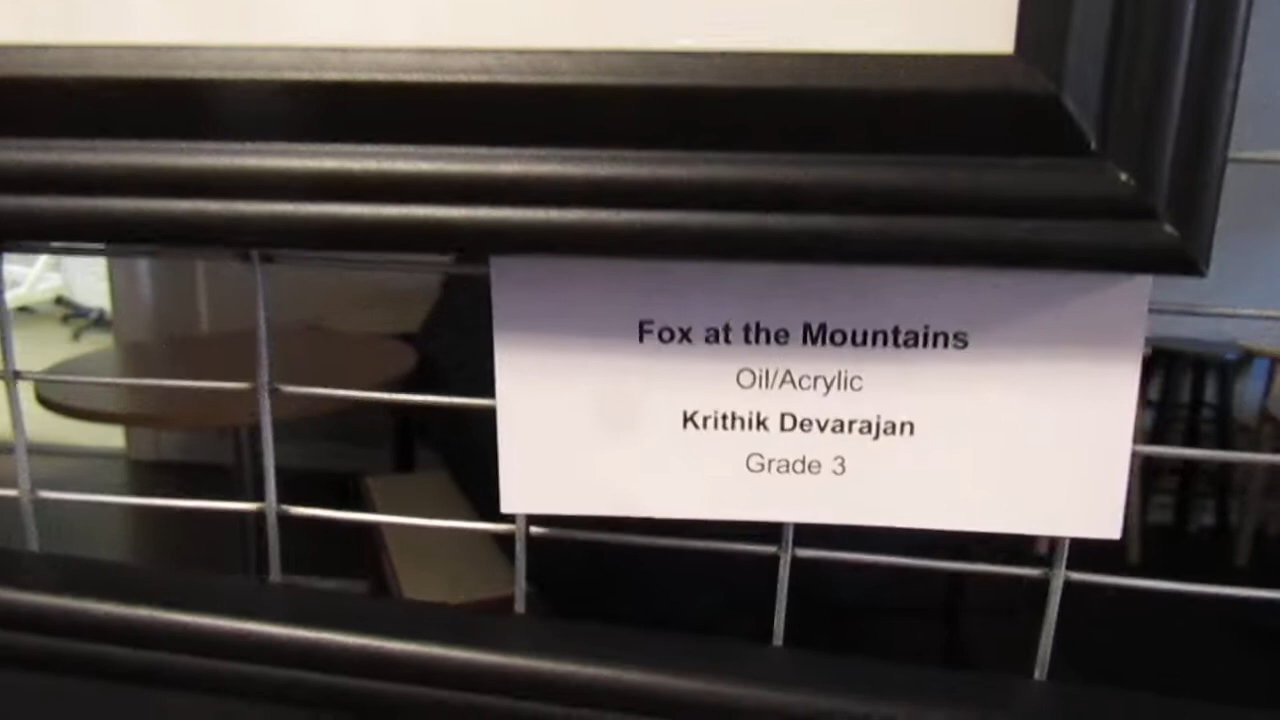 Fox at the Mountains
Oil/Acrylic
Krithik Devarajan
Grade 3